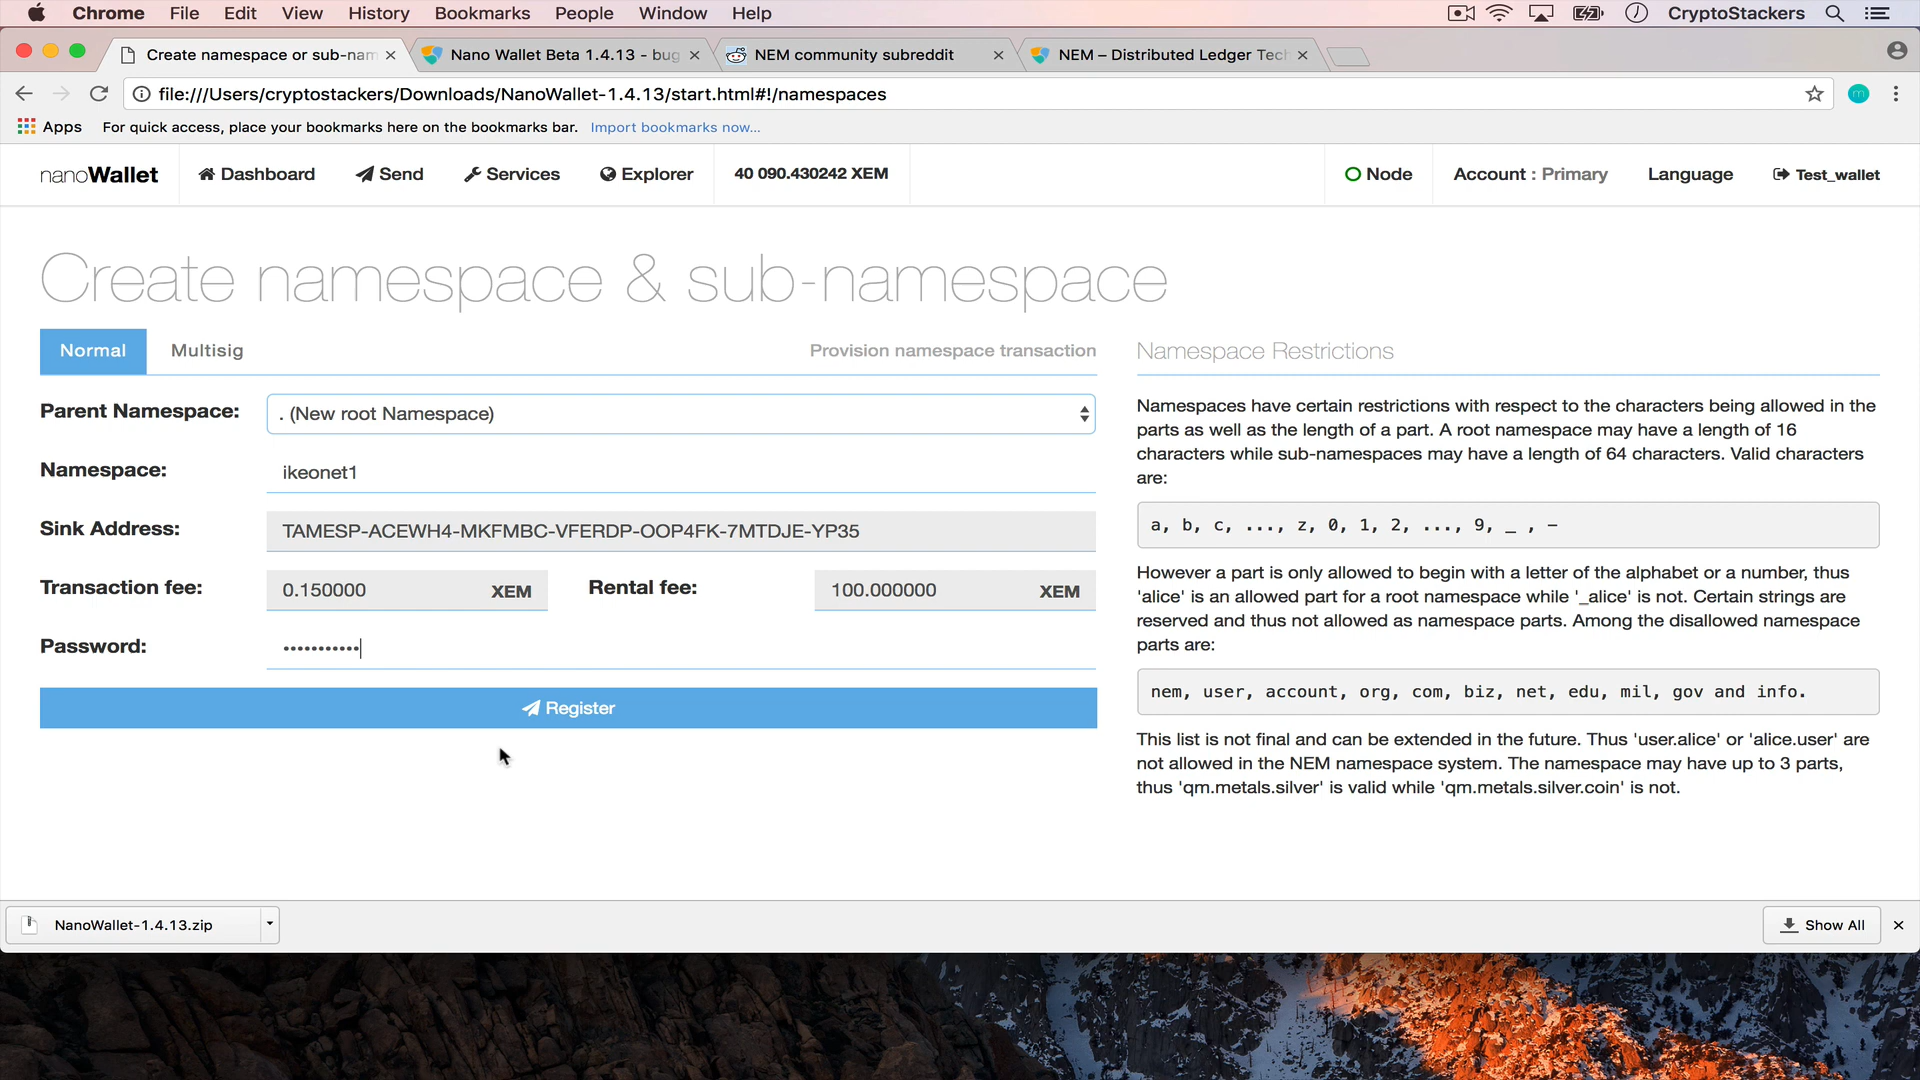 Chrome File Edit View History Bookmarks People Window Help CryptoStackers
Create namespace or sub-nam Nano Wallet Beta 1.4.13 - bug NEM community subreddit NEM – Distributed Ledger Tech
file:///Users/cryptostackers/Downloads/NanoWallet-1.4.13/start.html#!/namespaces
Apps For quick access, place your bookmarks here on the bookmarks bar. Import bookmarks now...
nanoWallet Dashboard Send Services Explorer 40 090.430242 XEM Node Account : Primary Language Test_wallet
Create namespace & sub-namespace
Normal Multisig Provision namespace transaction
Parent Namespace: . (New root Namespace)
Namespace: ikeonet1
Sink Address: TAMESP-ACEWH4-MKFMBC-VFERDP-OOP4FK-7MTDJE-YP35
Transaction fee: 0.150000 XEM Rental fee: 100.000000 XEM
Password: •••••••••••
Register
Namespace Restrictions
Namespaces have certain restrictions with respect to the characters being allowed in the
parts as well as the length of a part. A root namespace may have a length of 16
characters while sub-namespaces may have a length of 64 characters. Valid characters
are:
a, b, c, ..., z, 0, 1, 2, ..., 9, _ , -
However a part is only allowed to begin with a letter of the alphabet or a number, thus
'alice' is an allowed part for a root namespace while '_alice' is not. Certain strings are
reserved and thus not allowed as namespace parts. Among the disallowed namespace
parts are:
nem, user, account, org, com, biz, net, edu, mil, gov and info.
This list is not final and can be extended in the future. Thus 'user.alice' or 'alice.user' are
not allowed in the NEM namespace system. The namespace may have up to 3 parts,
thus 'qm.metals.silver' is valid while 'qm.metals.silver.coin' is not.
NanoWallet-1.4.13.zip Show All